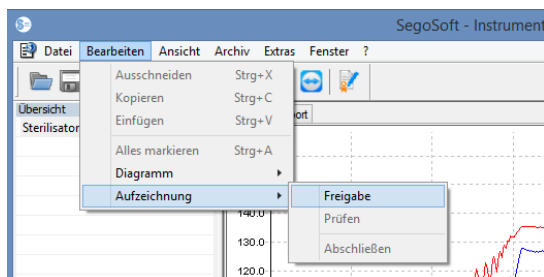 SegoSoft - Instrument
Datei Bearbeiten Ansicht Archiv Extras Fenster ?
Ausschneiden Strg+X
Kopieren Strg+C
Einfügen Strg+V
Alles markieren Strg+A
Diagramm
Aufzeichnung
Freigabe
Prüfen
Abschließen
Übersicht
Sterilisator
ort
140.0
130.0
120.0